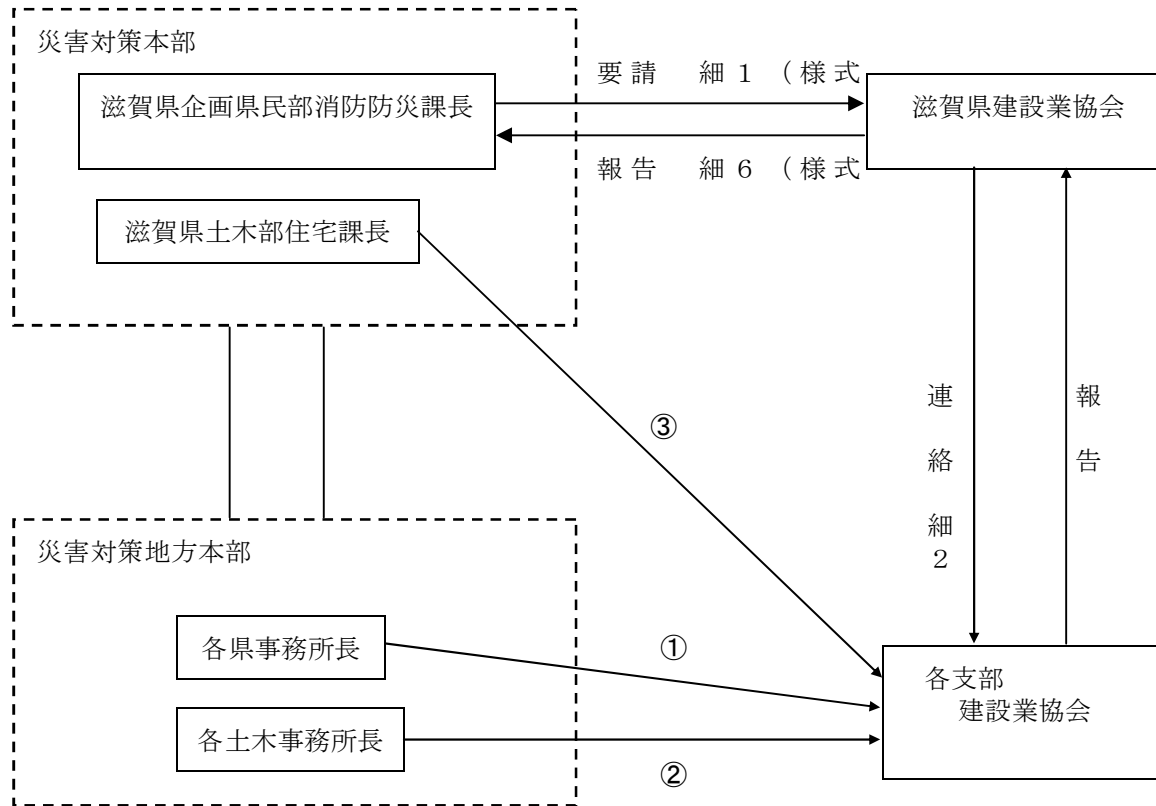 災害対策本部
滋賀県企画県民部消防防災課長
要請 細1 (様式
滋賀県建設業協会
報告 細6 (様式
滋賀県土木部住宅課長
③
連絡 細2
報告
災害対策地方本部
各県事務所長
①
各支部
建設業協会
各土木事務所長
②